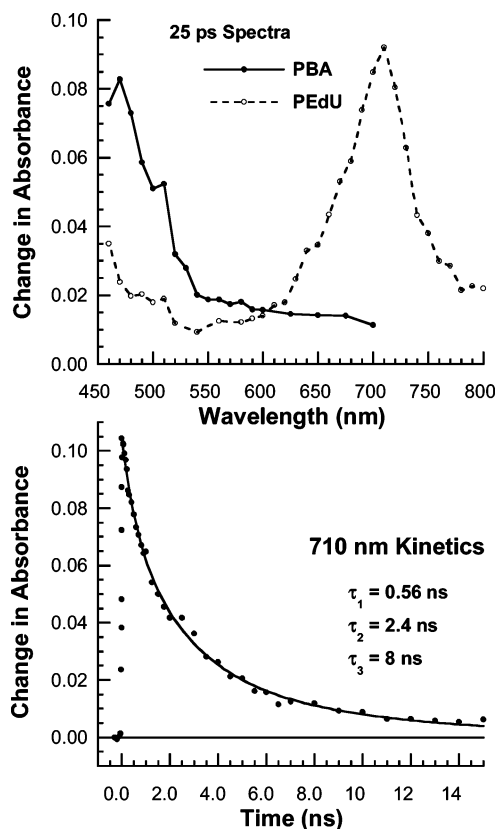 25 ps Spectra
PBA
PEdU
Change in Absorbance
0.10
0.08
0.06
0.04
0.02
0.00
450 500 550 600 650 700 750 800
Wavelength (nm)
710 nm Kinetics
τ1 = 0.56 ns
τ2 = 2.4 ns
τ3 = 8 ns
Change in Absorbance
0.10
0.08
0.06
0.04
0.02
0.00
0.0 2.0 4.0 6.0 8.0 10 12 14
Time (ns)